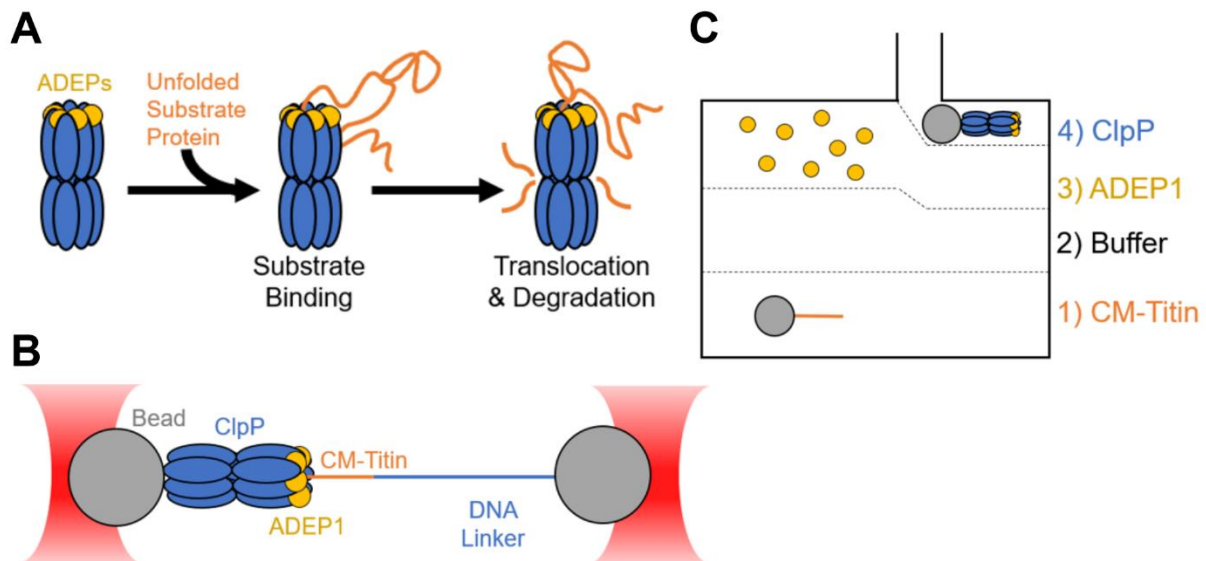 A
ADEPs
Unfolded
Substrate
Protein
Substrate
Binding
Translocation
& Degradation
C
4) ClpP
3) ADEP1
2) Buffer
1) CM-Titin
B
Bead
ClpP
CM-Titin
ADEP1
DNA
Linker